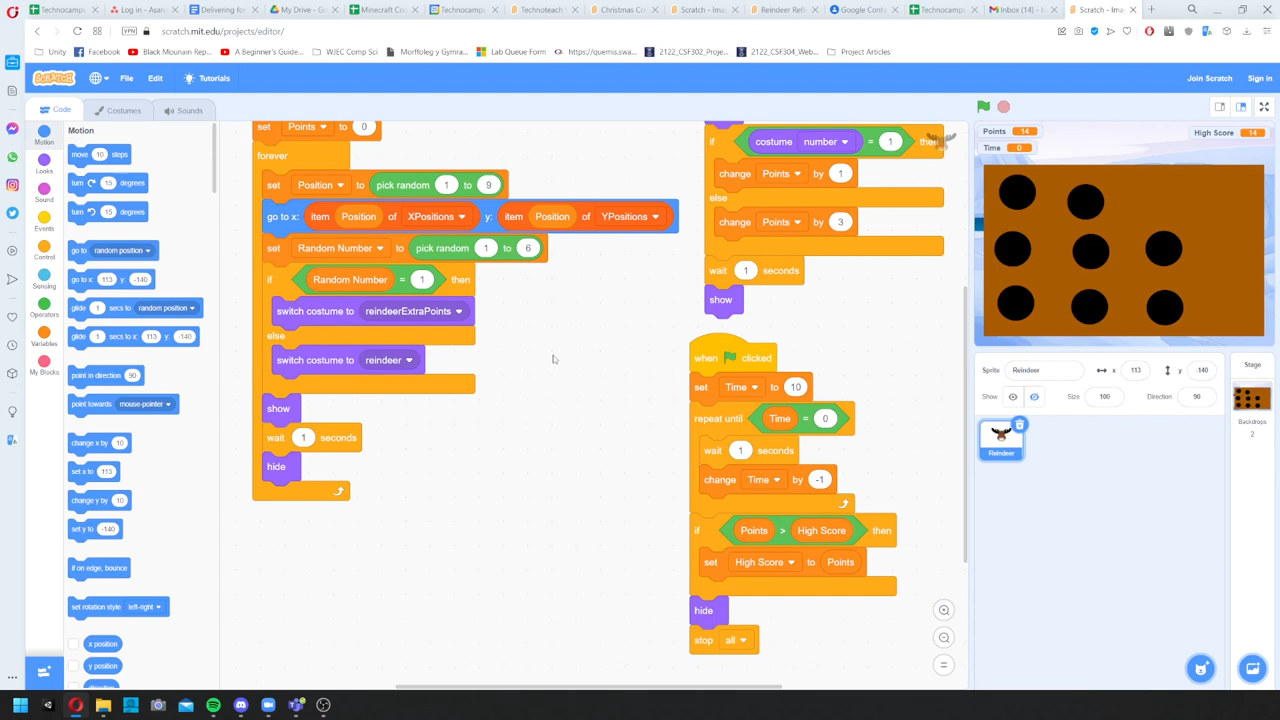 Technocamps
Log in - Asan
Delivering for
My Drive - Go
Minecraft Co
Technocamp
Technoteach
Christmas Co
Scratch - Ima
Reindeer Refl
Google Conta
Technocamp
Inbox (14) -
Scratch - Ima
VPN
scratch.mit.edu/projects/editor/
Unity
Facebook
Black Mounain Rep...
A Beginner's Guide...
WJEC Comp Sci
Morffoleg y Gymra...
Lab Queue Form
https://quemis.swa...
2122_CSF302_Proje...
2122_CSF304_Web...
Project Articles
SCRATCH
File
Edit
Tutorials
Join Scratch
Sign in
Code
Costumes
Sounds
Motion
Looks
Sound
Events
Control
Sensing
Operators
Variables
My Blocks
Motion
move 10 steps
turn 15 degrees
turn 15 degrees
go to random position
go to x: 113 y: -140
glide 1 secs to random position
glide 1 secs to x: 113 y: -140
point in direction 90
point towards mouse-pointer
change x by 10
set x to 113
change y by 10
set y to -140
if on edge, bounce
set rotation style left-right
x position
y position
set Points to 0
forever
set Position to pick random 1 to 9
go to x: item Position of XPositions y: item Position of YPositions
set Random Number to pick random 1 to 6
if Random Number = 1 then
switch costume to reindeerExtraPoints
else
switch costume to reindeer
show
wait 1 seconds
hide
if costume number = 1 then
change Points by 1
else
change Points by 3
wait 1 seconds
show
when clicked
set Time to 10
repeat until Time = 0
wait 1 seconds
change Time by -1
if Points > High Score then
set High Score to Points
hide
stop all
Points 14
High Score 14
Time 0
Sprite
Reindeer
x 113
y -140
Show
Size
100
Direction
90
Reindeer
Stage
Backdrops
2